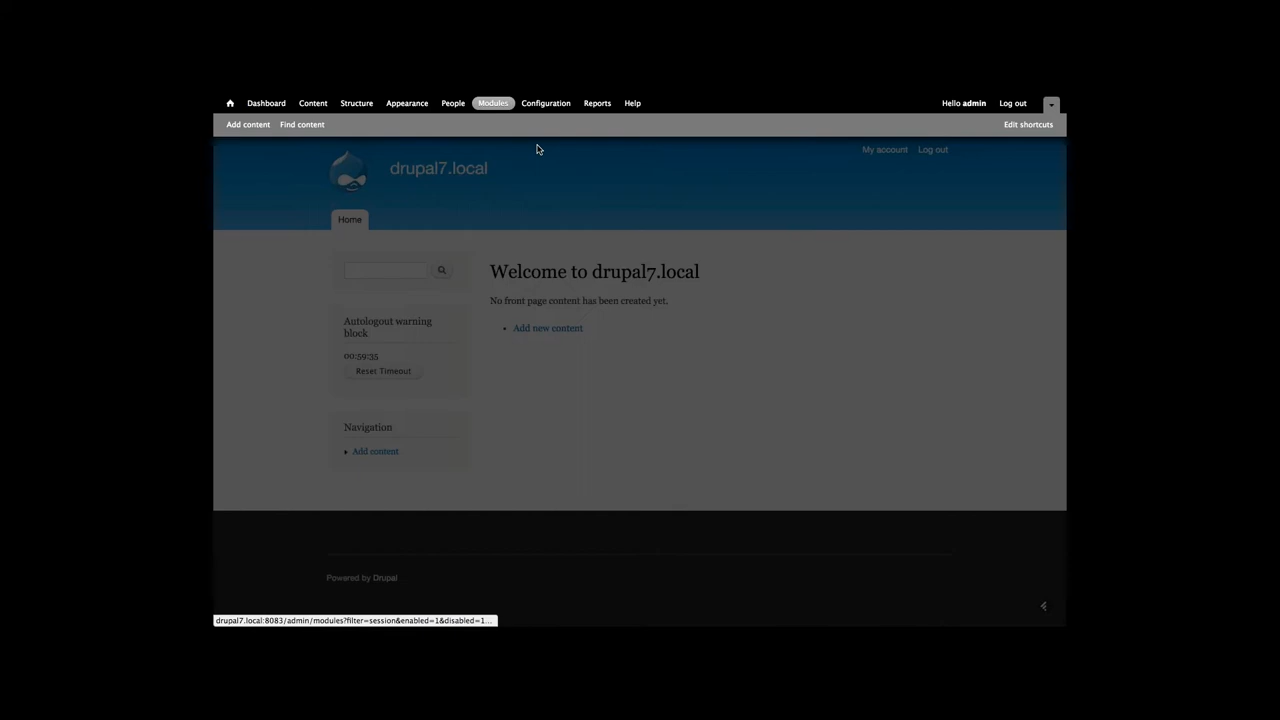 Dashboard Content Structure Appearance People Modules Configuration Reports Help Hello admin Log out
Add content Find content Edit shortcuts
My account Log out
drupal7.local
Home
Welcome to drupal7.local
No front page content has been created yet.
Add new content
Autologout warning
block
00:59:35
Reset Timeout
Navigation
Add content
Powered by Drupal
drupal7.local:8083/admin/modules?filter=session&enabled=1&disabled=1...